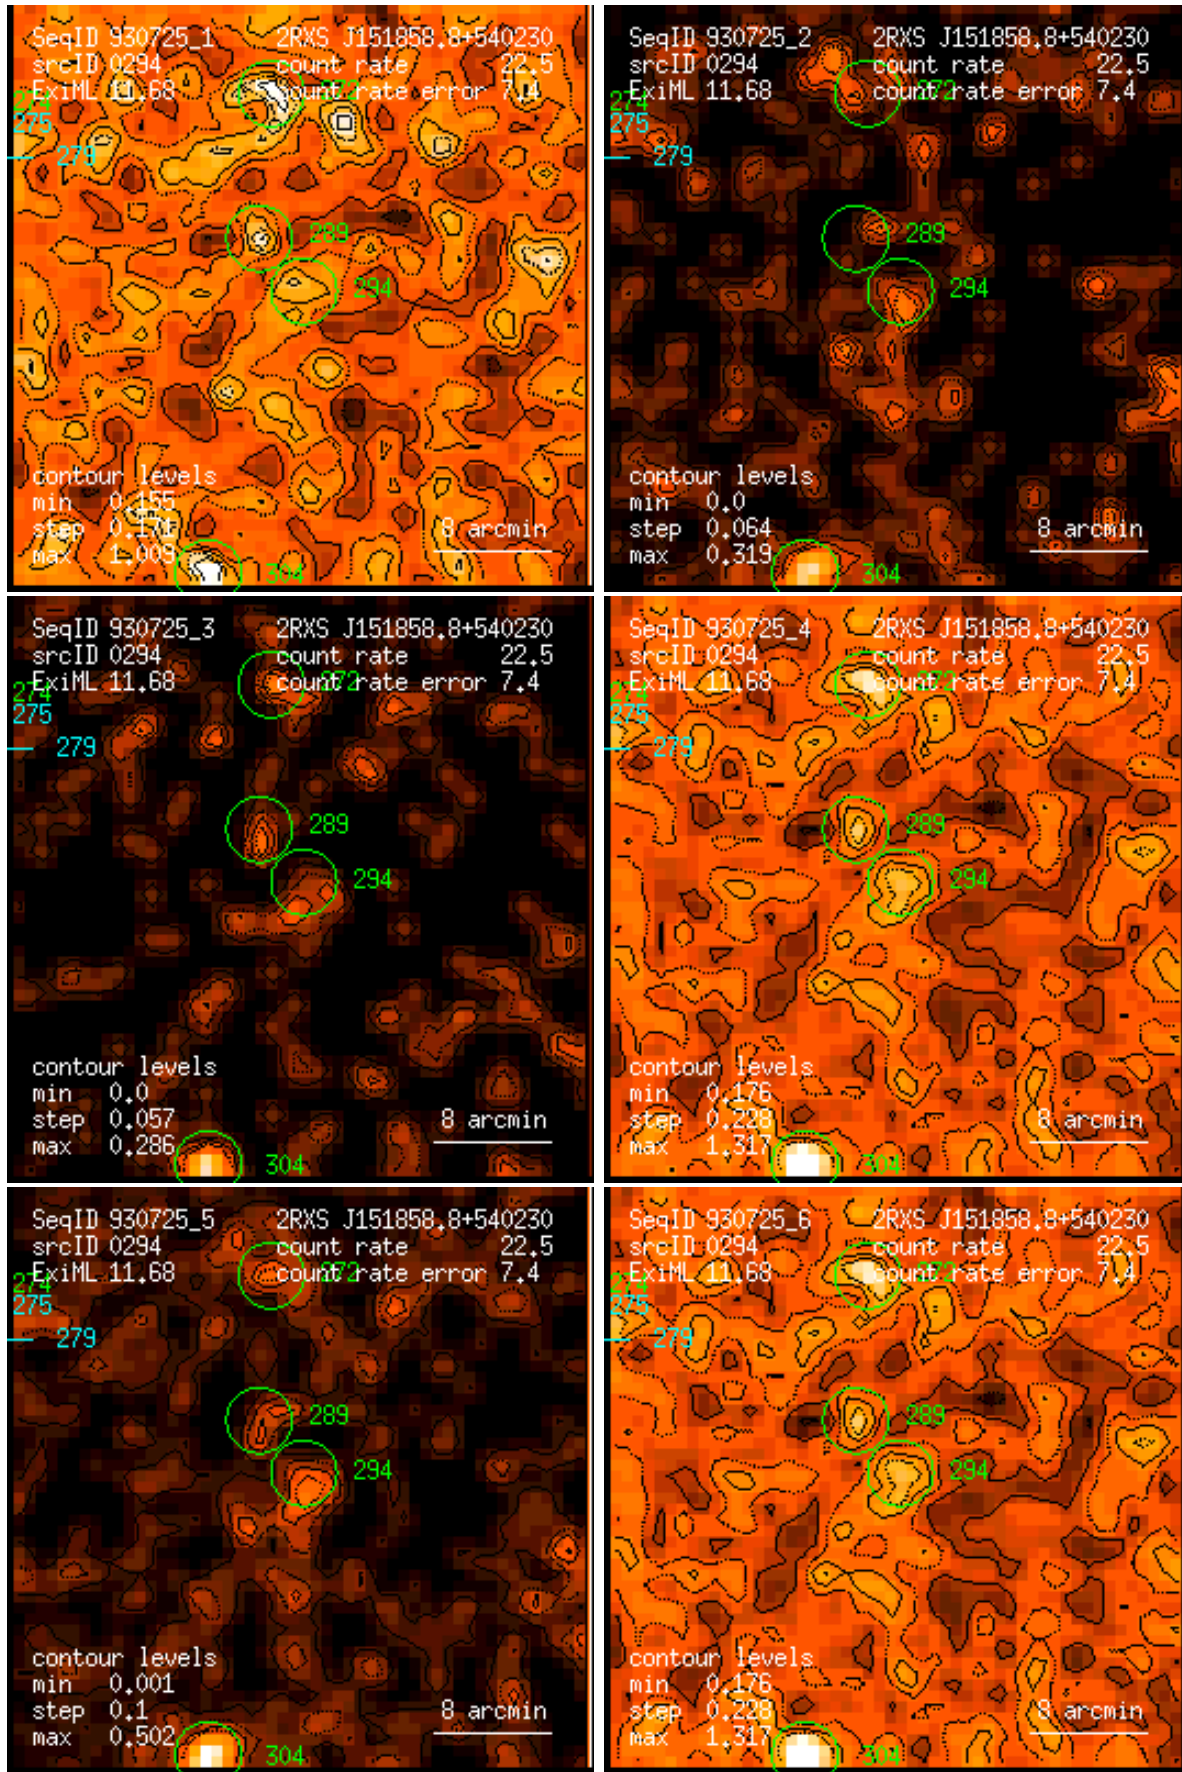 SeqID 930725_1 2RXS J151858.8+540230
srcID 0294 count rate 22.5
ExiML 11.68 count rate error 7.4
272
274
275
279
289
294
contour levels
min 0.155
step 0.171
max 1.009
8 arcmin
304
SeqID 930725_2 2RXS J151858.8+540230
srcID 0294 count rate 22.5
ExiML 11.68 count rate error 7.4
272
274
275
279
289
294
contour levels
min 0.0
step 0.064
max 0.319
8 arcmin
304
SeqID 930725_3 2RXS J151858.8+540230
srcID 0294 count rate 22.5
ExiML 11.68 count rate error 7.4
272
274
275
279
289
294
contour levels
min 0.0
step 0.057
max 0.286
8 arcmin
304
SeqID 930725_4 2RXS J151858.8+540230
srcID 0294 count rate 22.5
ExiML 11.68 count rate error 7.4
272
274
275
279
289
294
contour levels
min 0.176
step 0.228
max 1.317
8 arcmin
304
SeqID 930725_5 2RXS J151858.8+540230
srcID 0294 count rate 22.5
ExiML 11.68 count rate error 7.4
272
274
275
279
289
294
contour levels
min 0.001
step 0.1
max 0.502
8 arcmin
304
SeqID 930725_6 2RXS J151858.8+540230
srcID 0294 count rate 22.5
ExiML 11.68 count rate error 7.4
272
274
275
279
289
294
contour levels
min 0.176
step 0.228
max 1.317
8 arcmin
304